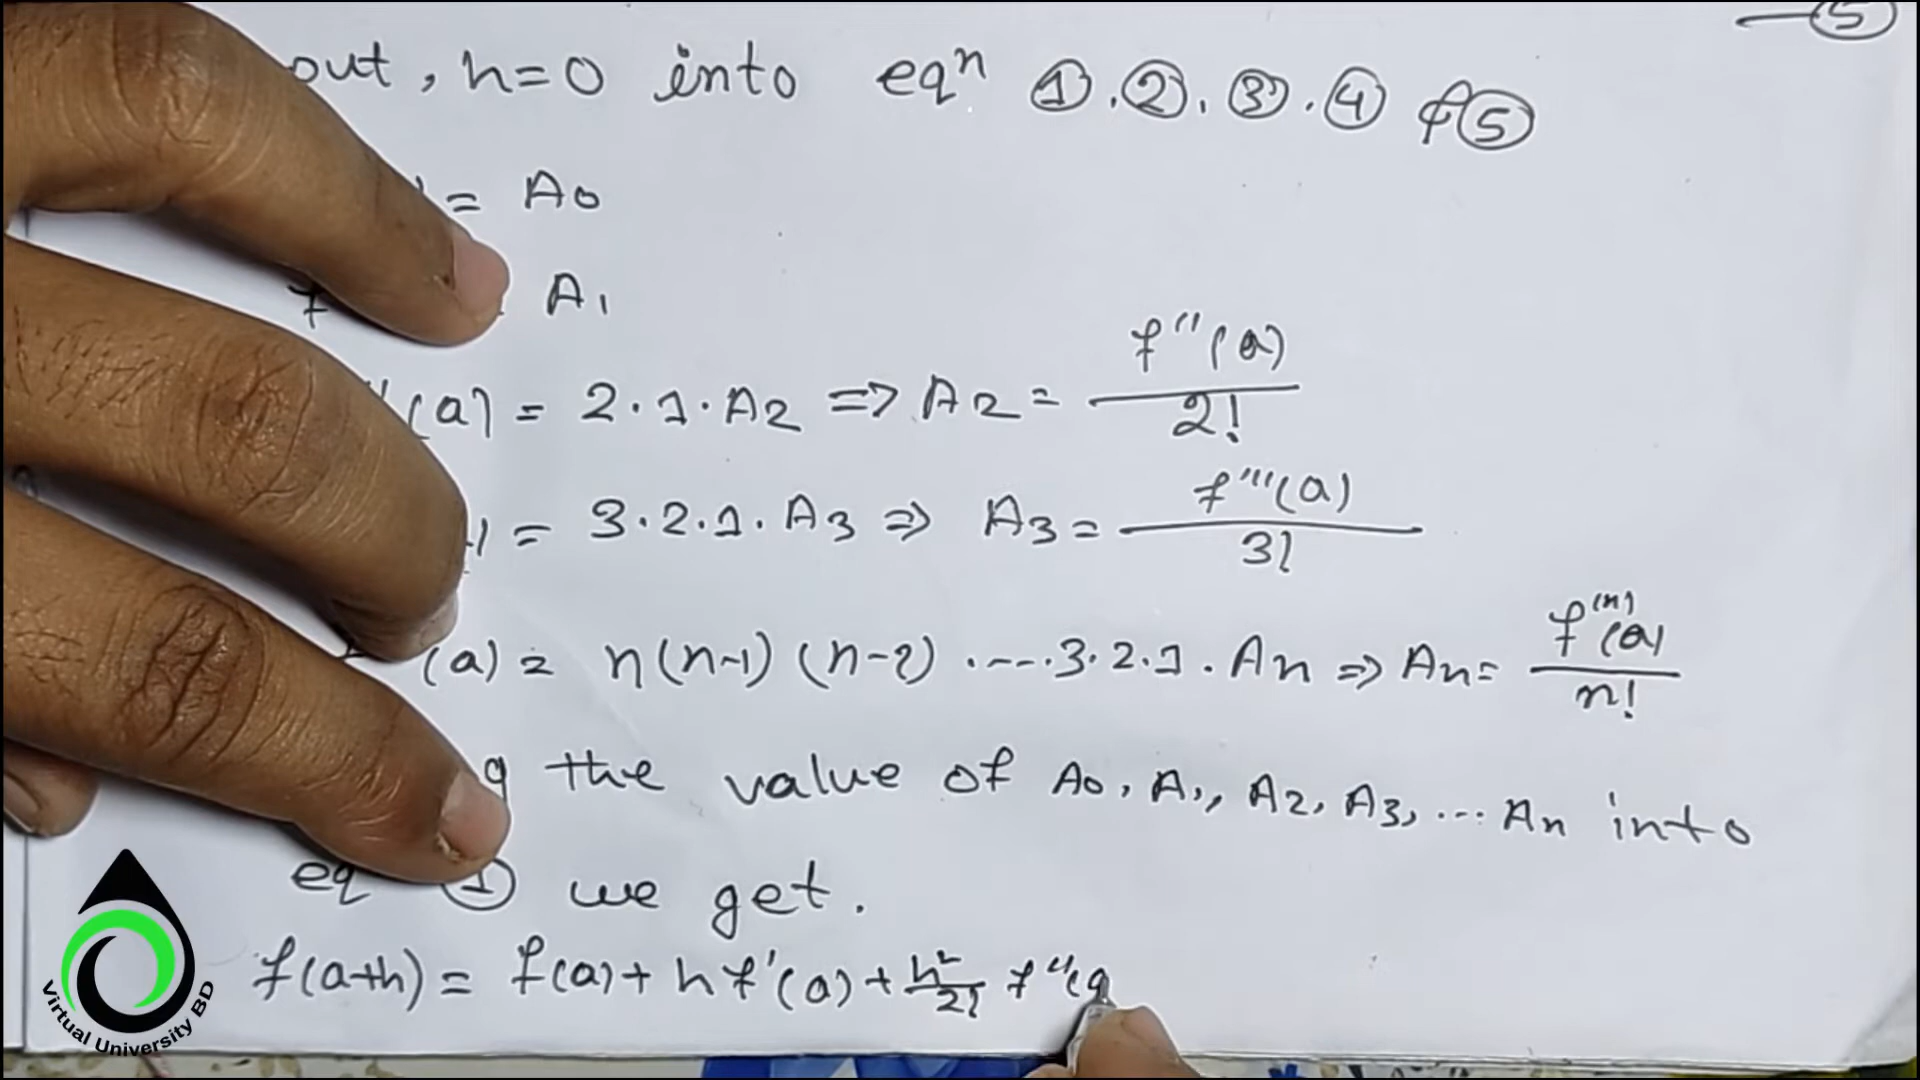 — ⑤
put, h=0 into eqⁿ ①, ②, ③, ④ & ⑤
= A₀
A₁
(a) = 2·1·A₂ ⇒ A₂ = f''(a)/2!
= 3·2·1·A₃ ⇒ A₃ = f'''(a)/3!
(a) = n(n-1)(n-2) ....3·2·1·Aₙ ⇒ Aₙ = f⁽ⁿ⁾(a)/n!
the value of A₀, A₁, A₂, A₃, ... Aₙ into
eq ① we get.
f(a+h) = f(a) + h f'(a) + h²/2! f''(a
Virtual University BD